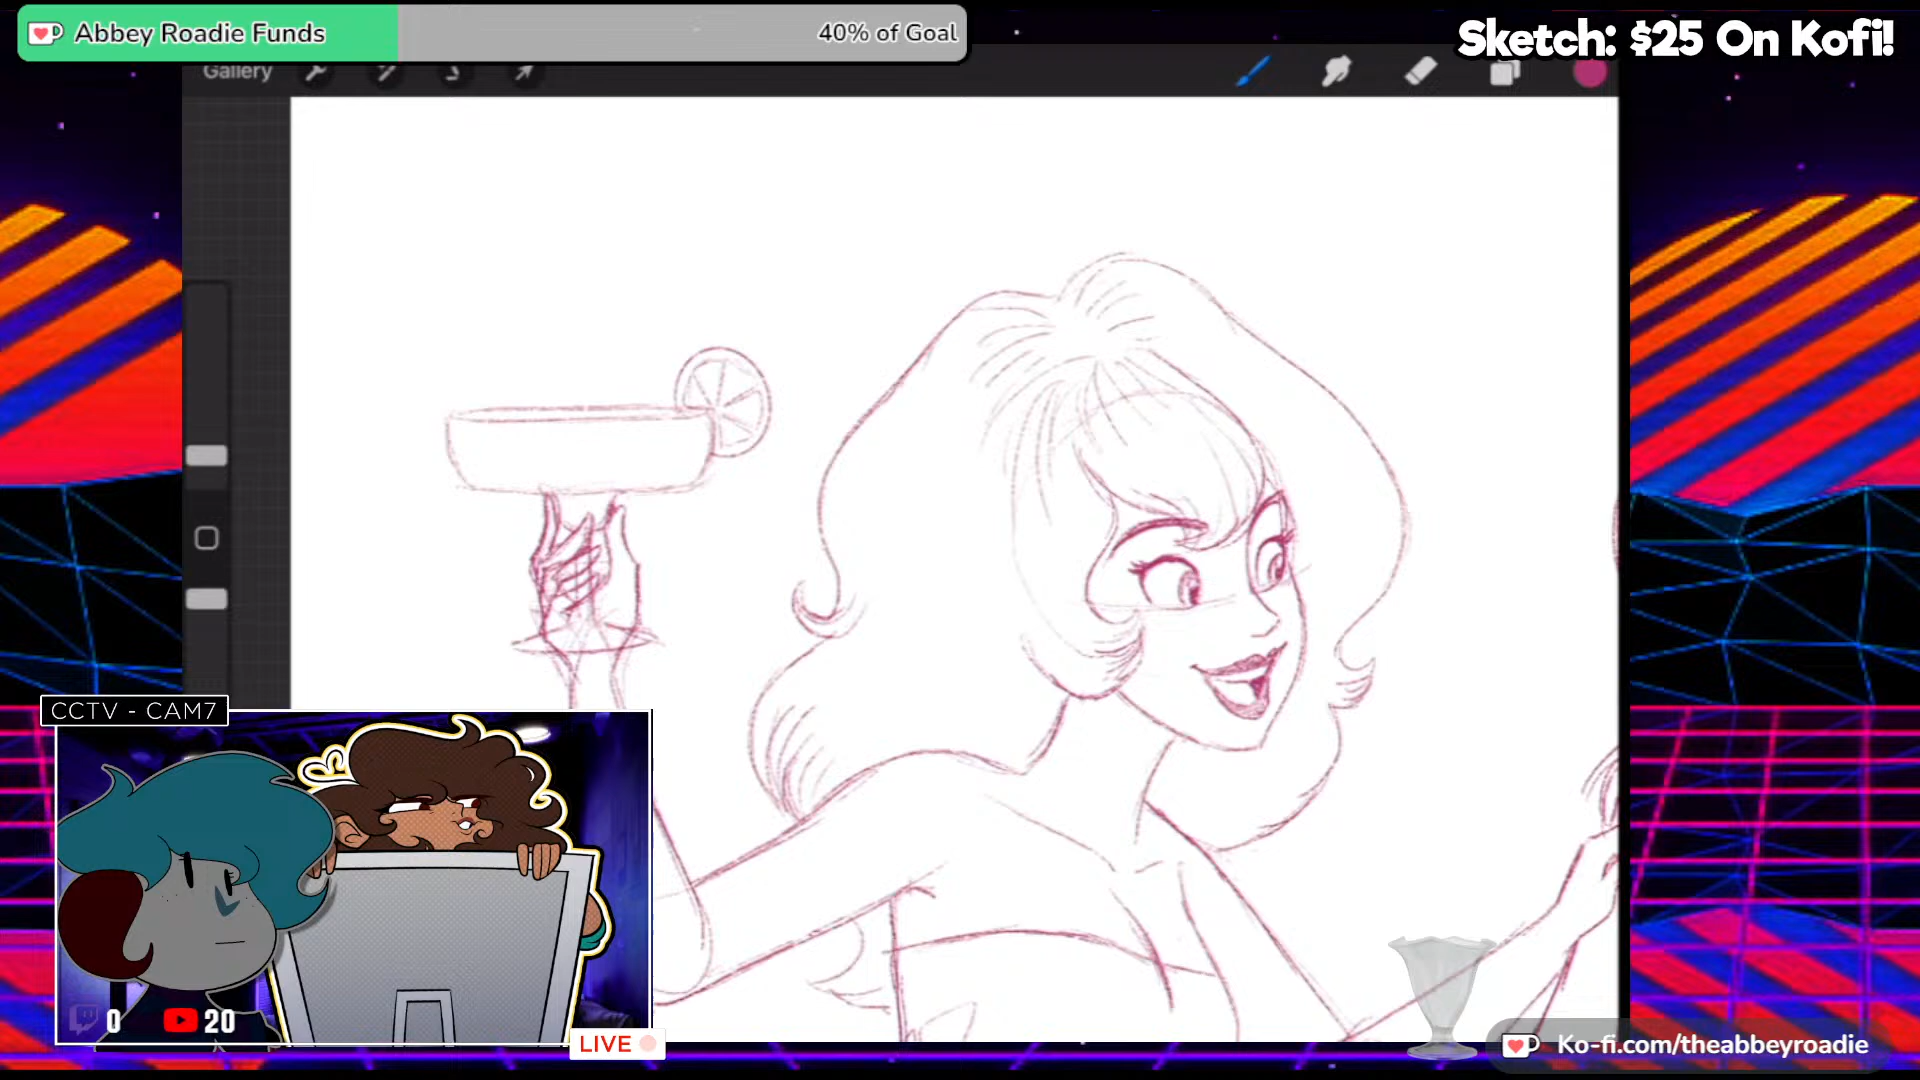 Abbey Roadie Funds
40% of Goal
Sketch: $25 On Kofi!
Gallery
CCTV - CAM7
0
20
LIVE
Ko-fi.com/theabbeyroadie